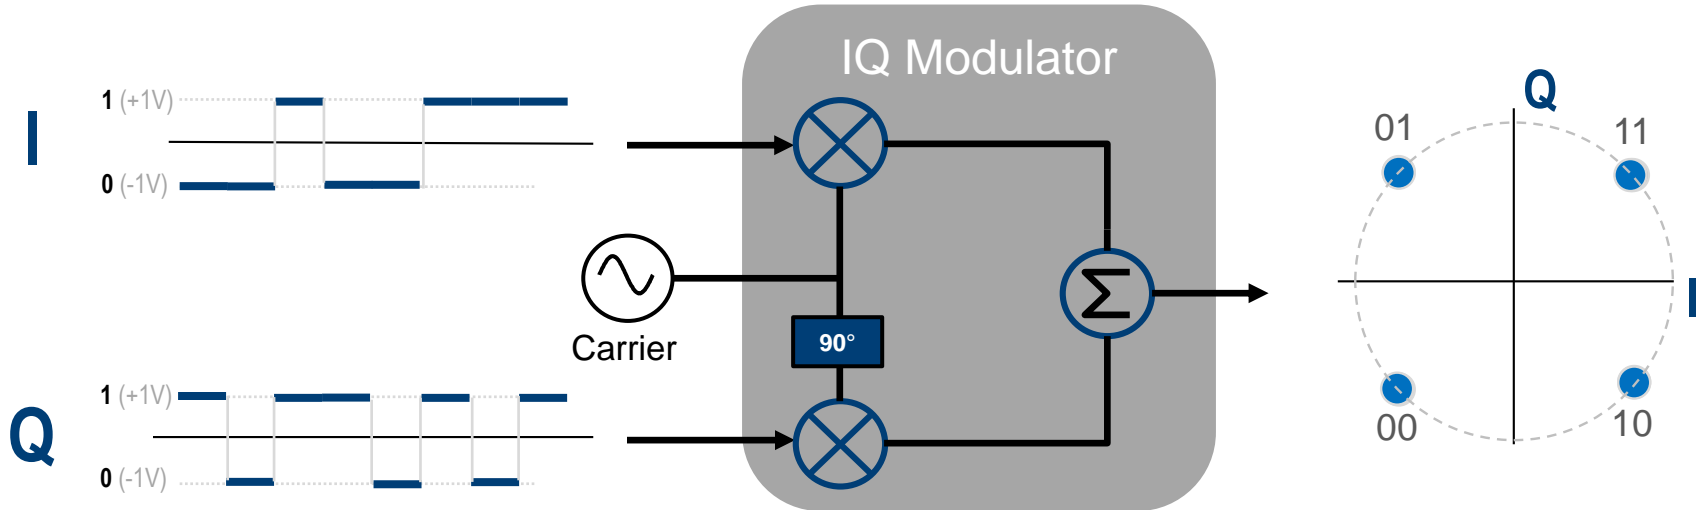 IQ Modulator
I
1 (+1V)
0 (-1V)
Carrier
90°
Σ
Q
1 (+1V)
0 (-1V)
Q
01
11
I
00
10